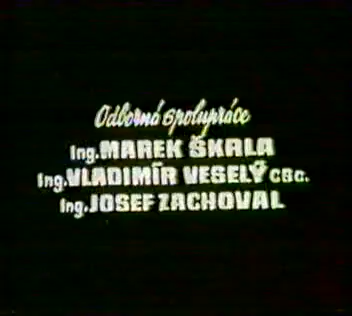 Odborná spolupráce
Ing. MAREK ŠKALA
Ing. VLADIMÍR VESELÝ CSc.
Ing. JOSEF ZACHOVAL